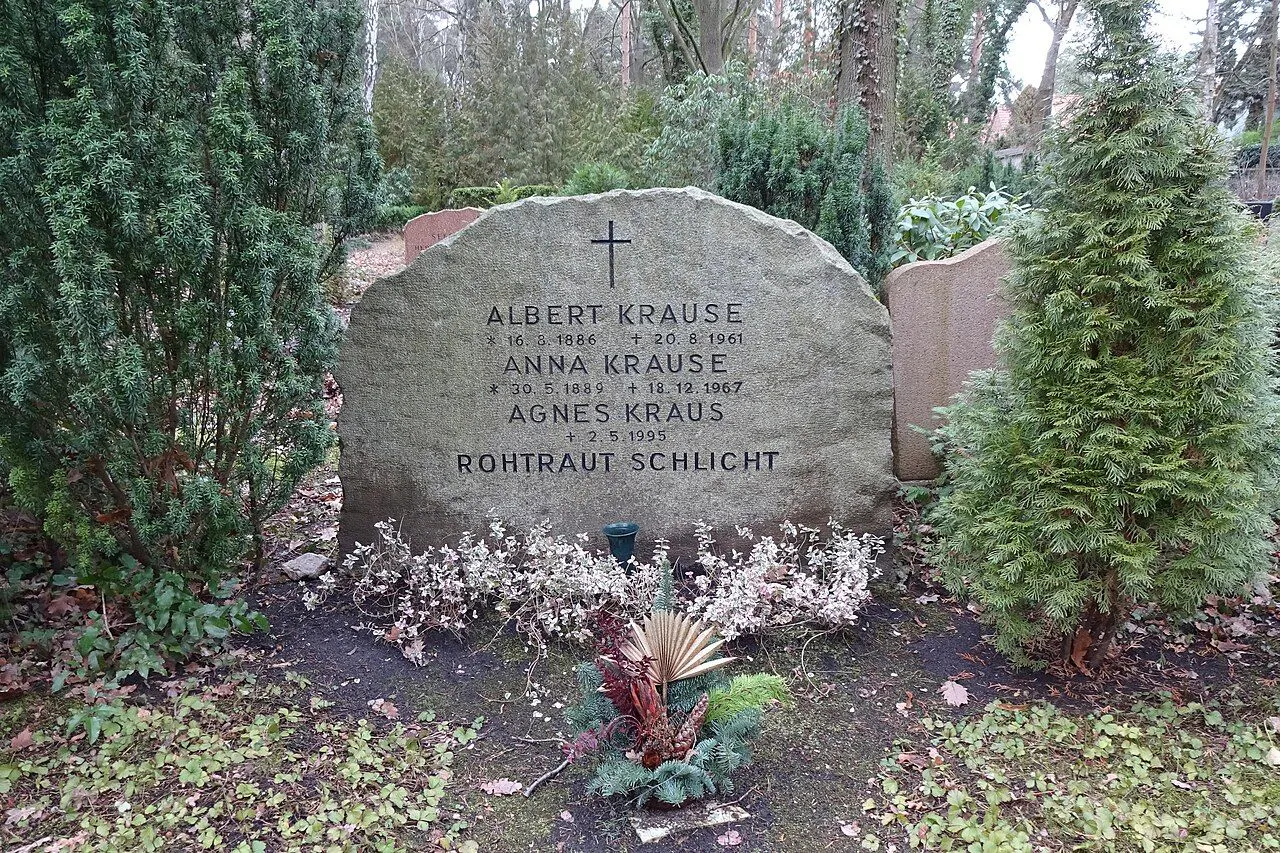 ALBERT KRAUSE
* 16.8.1886 + 20.8.1961
ANNA KRAUSE
* 30.5.1889 + 18.12.1967
AGNES KRAUS
+ 2.5.1995
ROHTRAUT SCHLICHT